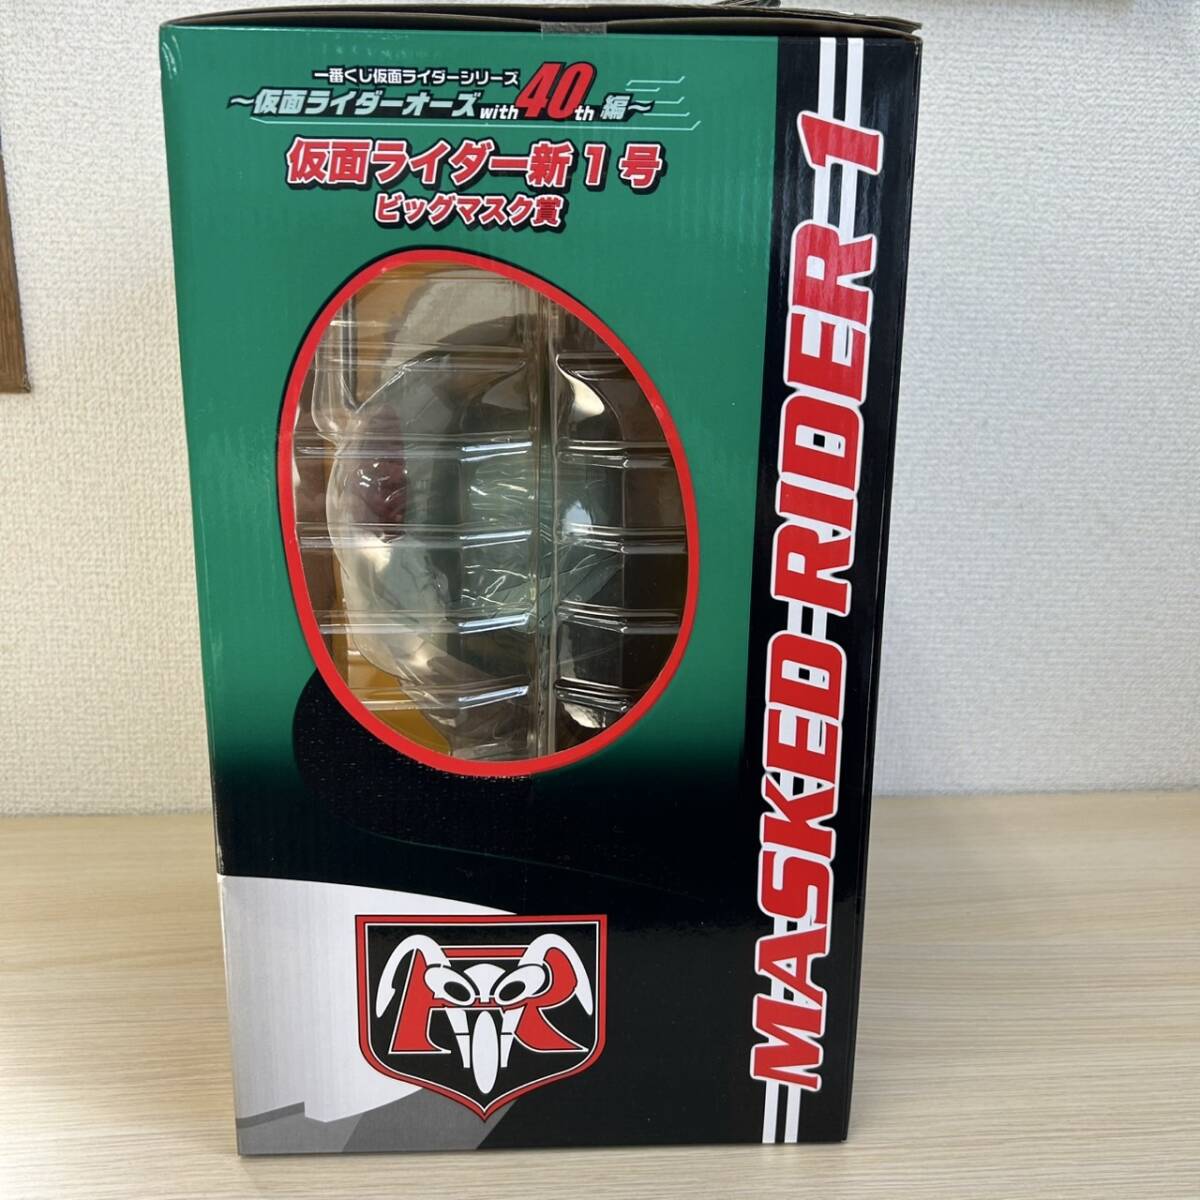 一番くじ仮面ライダーシリーズ
～仮面ライダーオーズwith40th編～
仮面ライダー新1号
ビッグマスク賞
MASKED RIDER 1